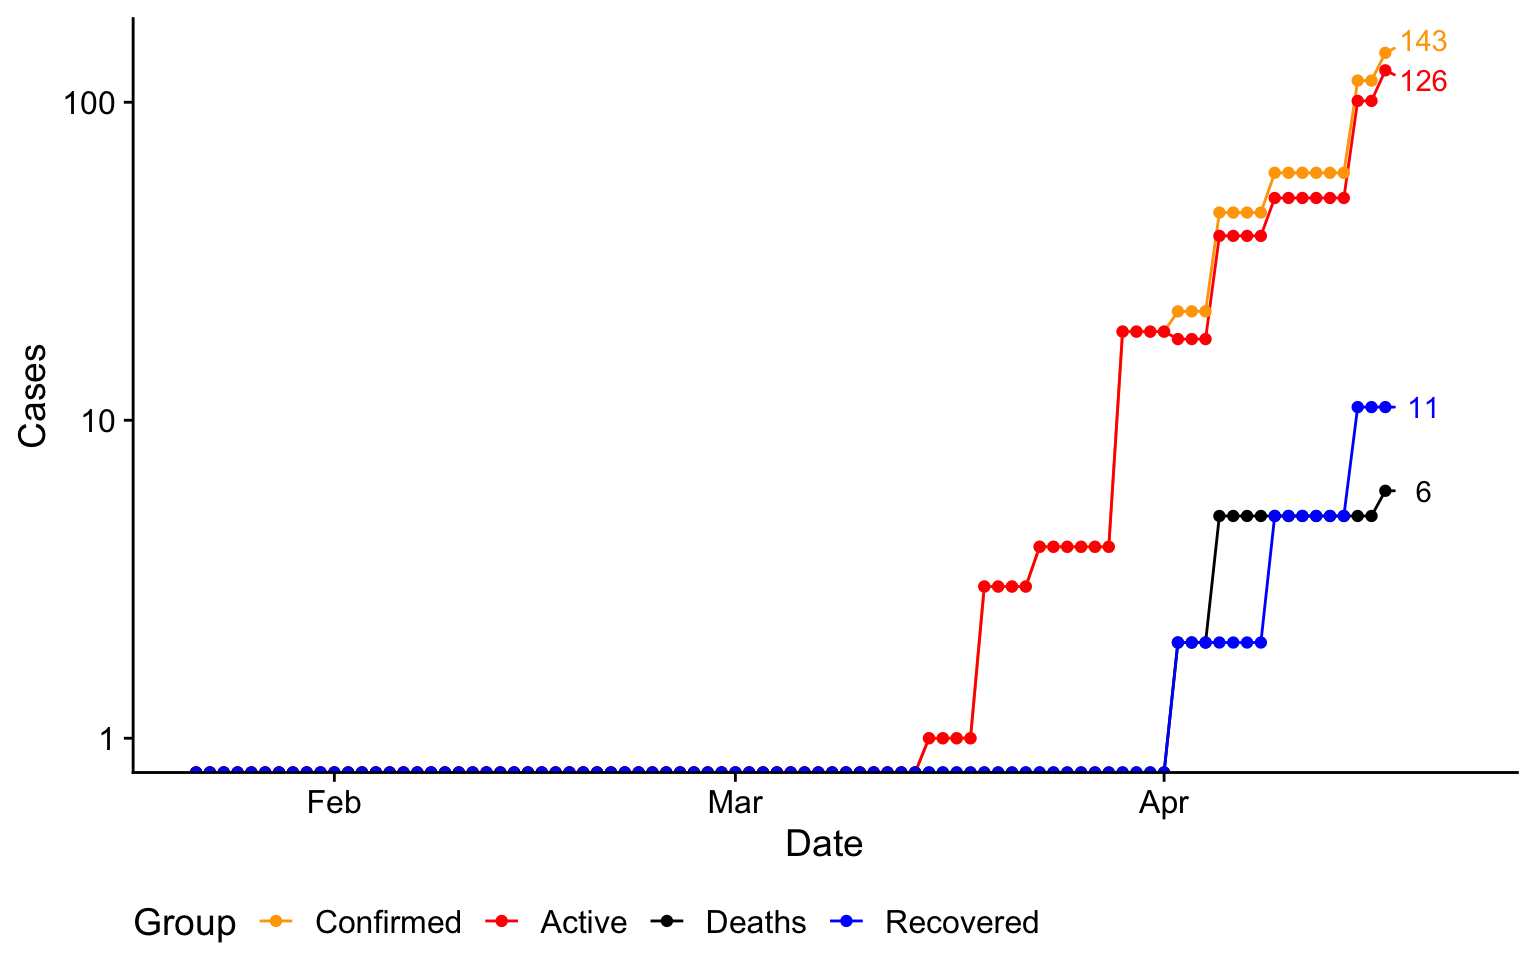 143
126
100
Cases
10
11
6
1
Feb Mar Apr
Date
Group Confirmed Active Deaths Recovered